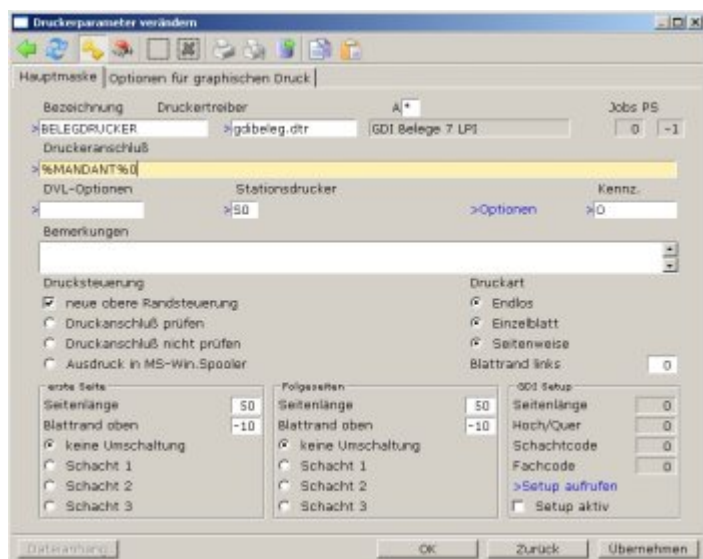 Druckerparameter verändern
Hauptmaske Optionen für graphischen Druck
Bezeichnung Druckertreiber A * Jobs PS
>BELEGDRUCKER >gdibeleg.dtr GDI Belege 7 LPI 0 -1
Druckeranschluß
>%MANDANT%0
DVL-Optionen Stationsdrucker Kennz.
> >50 >Optionen >0
Bemerkungen
Drucksteuerung Druckart
neue obere Randsteuerung Endlos
Druckanschluß prüfen Einzelblatt
Druckanschluß nicht prüfen Seitenweise
Ausdruck in MS-Win.Spooler Blattrand links 0
erste Seite Folgeseiten GDI Setup
Seitenlänge 50 Seitenlänge 50 Seitenlänge 0
Blattrand oben -10 Blattrand oben -10 Hoch/Quer 0
keine Umschaltung keine Umschaltung Schachtcode 0
Schacht 1 Schacht 1 Fachcode 0
Schacht 2 Schacht 2 >Setup aufrufen
Schacht 3 Schacht 3 Setup aktiv
Dateianhang OK Zurück Übernehmen